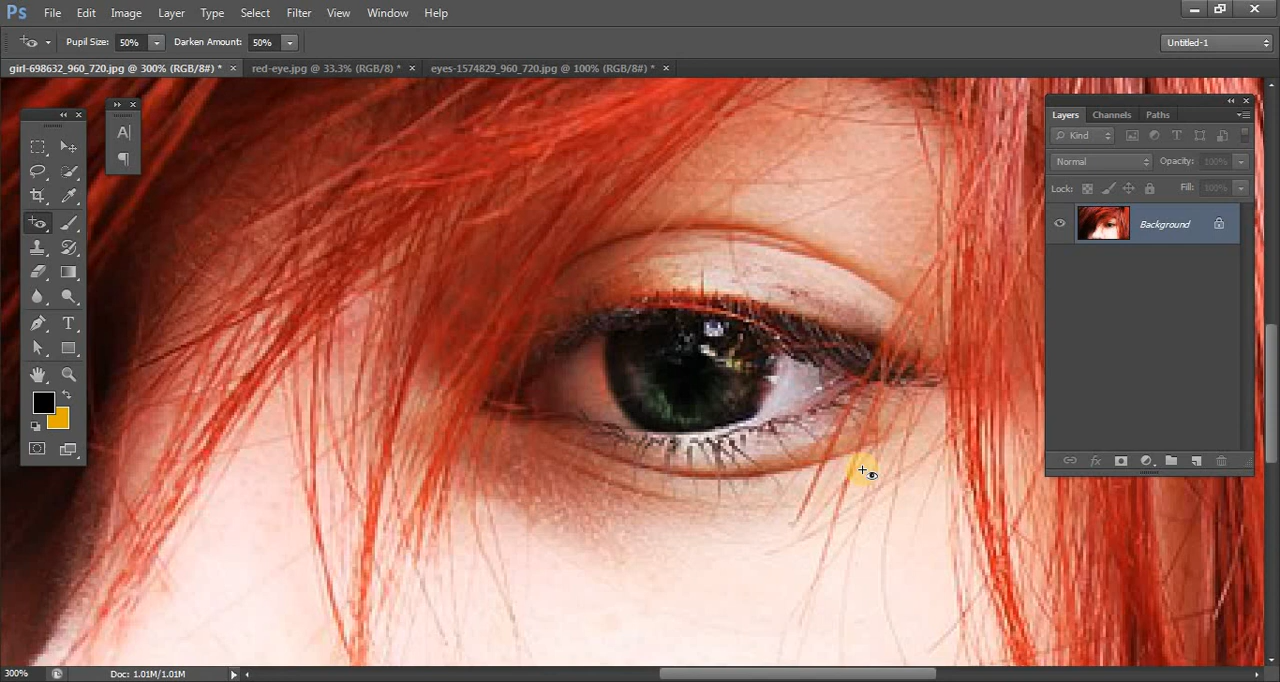 Ps File Edit Image Layer Type Select Filter View Window Help
Pupil Size: 50% Darken Amount: 50% Untitled-1
girl-698632_960_720.jpg @ 300% (RGB/8#) * × red-eye.jpg @ 33.3% (RGB/8) * × eyes-1574829_960_720.jpg @ 100% (RGB/8#) * ×
Layers Channels Paths
Kind
Normal Opacity: 100%
Lock: Fill: 100%
Background
300% Doc: 1.01M/1.01M